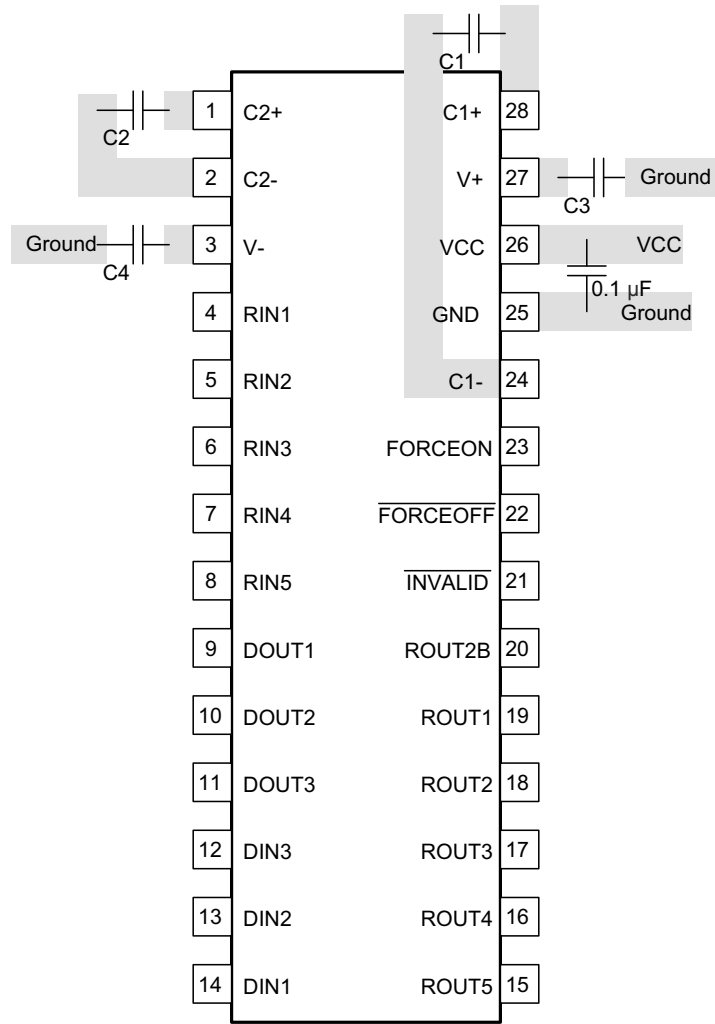 C1
1 C2+ C1+ 28
C2
2 C2- V+ 27 Ground
C3
Ground 3 V- VCC 26 VCC
C4
0.1 µF
4 RIN1 GND 25 Ground
5 RIN2 C1- 24
6 RIN3 FORCEON 23
7 RIN4 FORCEOFF 22
8 RIN5 INVALID 21
9 DOUT1 ROUT2B 20
10 DOUT2 ROUT1 19
11 DOUT3 ROUT2 18
12 DIN3 ROUT3 17
13 DIN2 ROUT4 16
14 DIN1 ROUT5 15